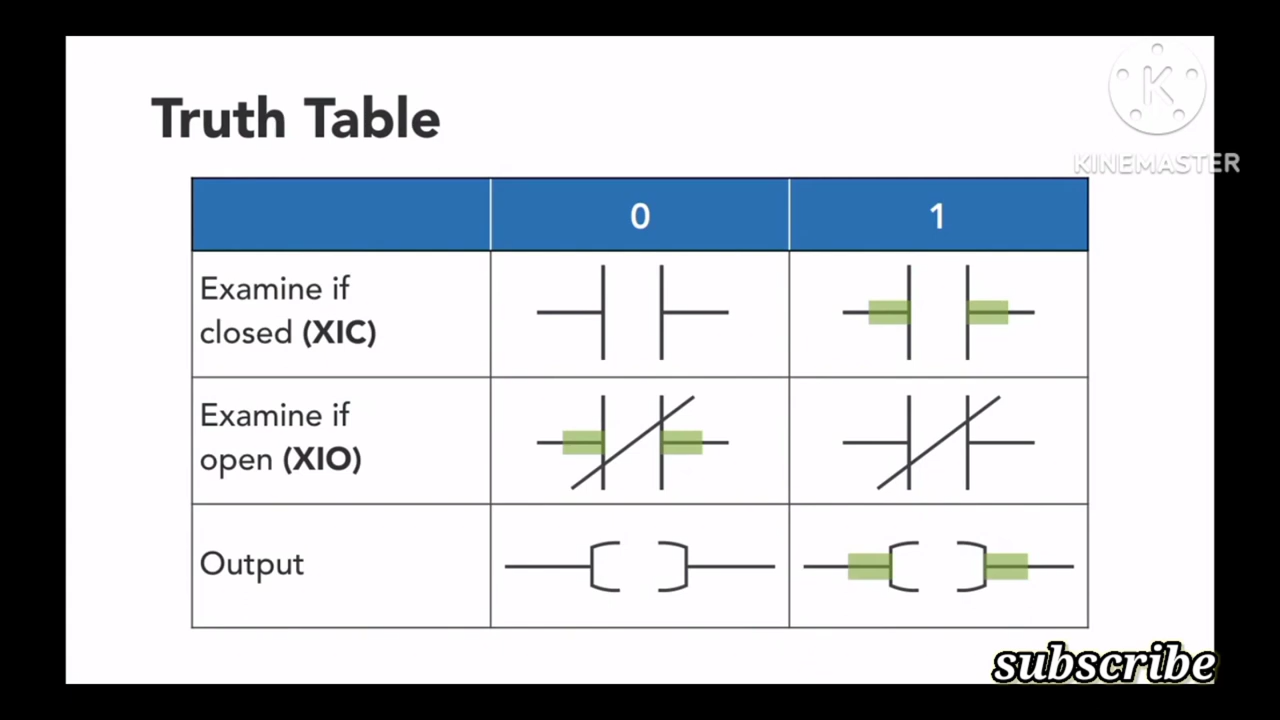 Truth Table
K
KINEMASTER
0
1
Examine if
closed (XIC)
Examine if
open (XIO)
Output
subscribe